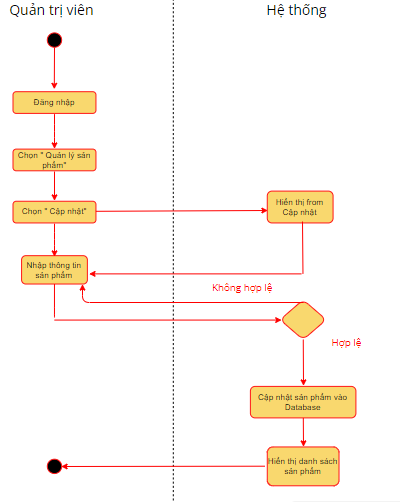 Quản trị viên
Hệ thống
Đăng nhập
Chọn " Quản lý sản
phẩm"
Chọn " Cập nhật"
Hiển thị from
Cập nhật
Nhập thông tin
sản phẩm
Không hợp lệ
Hợp lệ
Cập nhật sản phẩm vào
Database
Hiển thị danh sách
sản phẩm